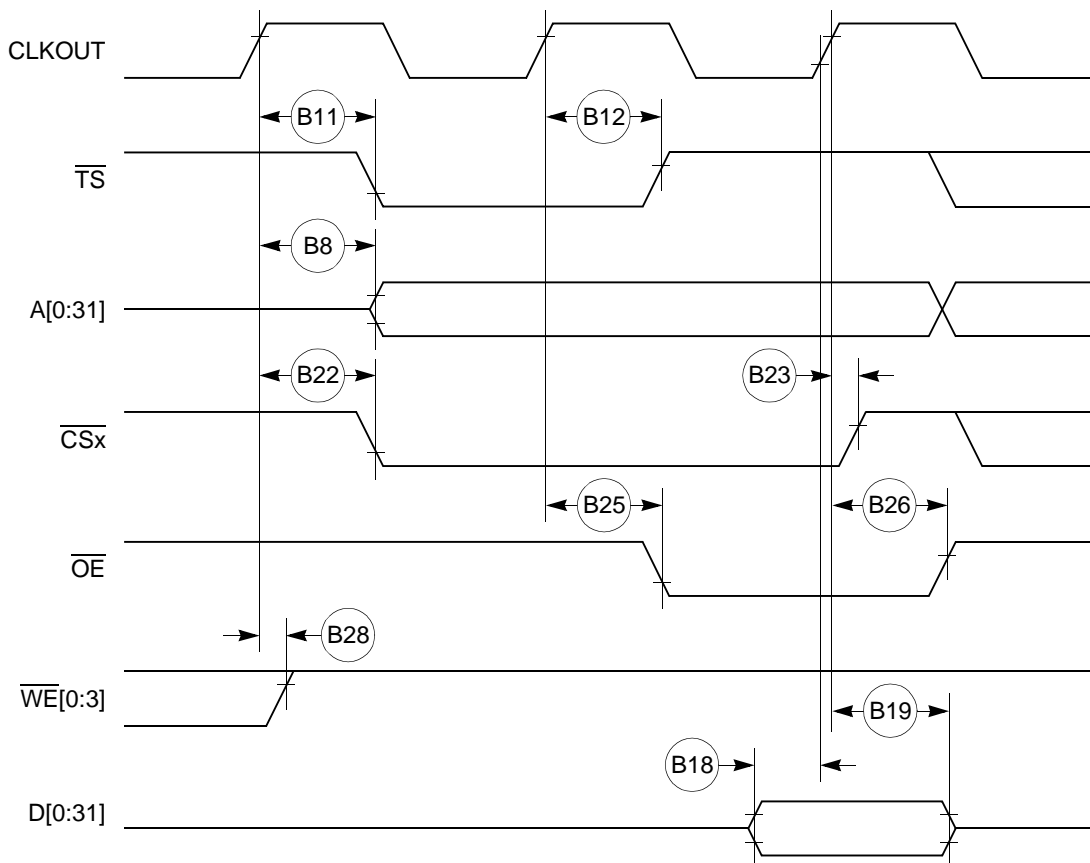 CLKOUT
B11
B12
TS
B8
A[0:31]
B22
B23
CSx
B25
B26
OE
B28
WE[0:3]
B19
B18
D[0:31]